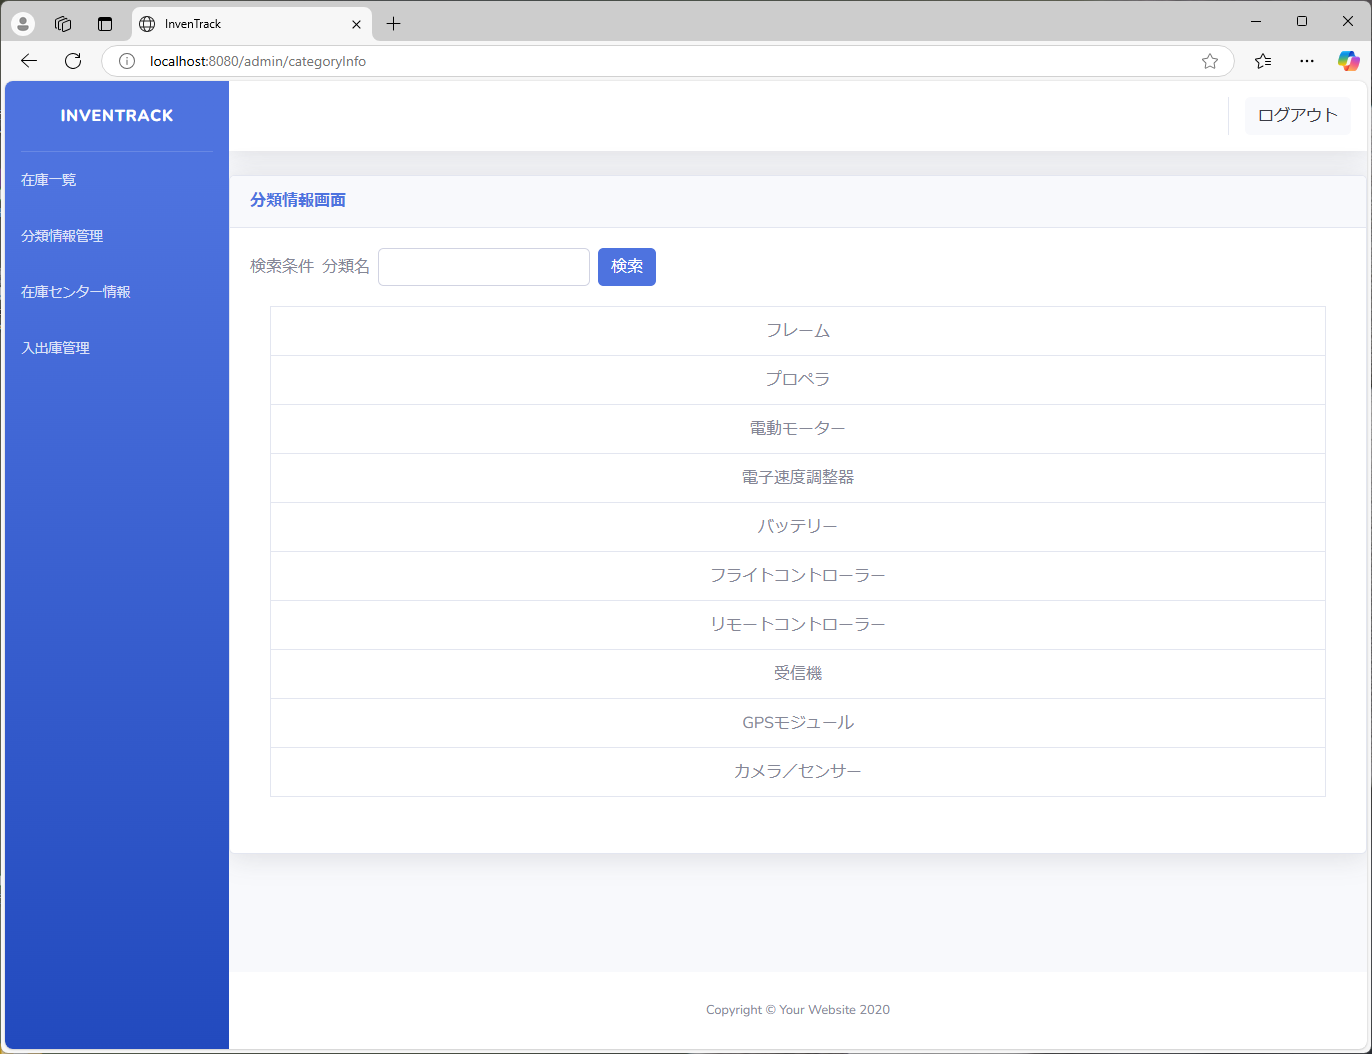 InvenTrack
localhost:8080/admin/categoryInfo
INVENTRACK
ログアウト
在庫一覧
分類情報管理
在庫センター情報
入出庫管理
分類情報画面
検索条件 分類名 検索
フレーム
プロペラ
電動モーター
電子速度調整器
バッテリー
フライトコントローラー
リモートコントローラー
受信機
GPSモジュール
カメラ／センサー
Copyright © Your Website 2020